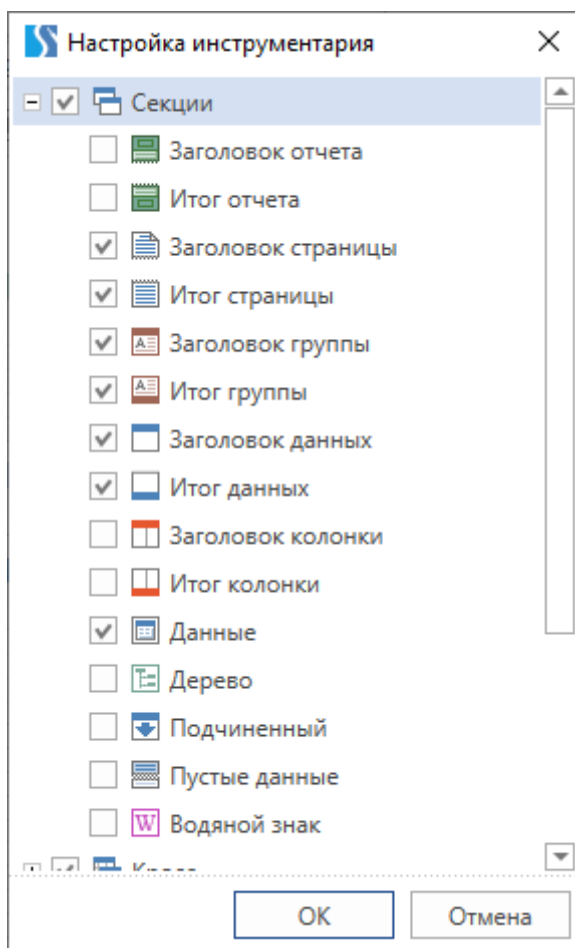 Настройка инструментария
Секции
Заголовок отчета
Итог отчета
Заголовок страницы
Итог страницы
Заголовок группы
Итог группы
Заголовок данных
Итог данных
Заголовок колонки
Итог колонки
Данные
Дерево
Подчиненный
Пустые данные
Водяной знак
ОК
Отмена